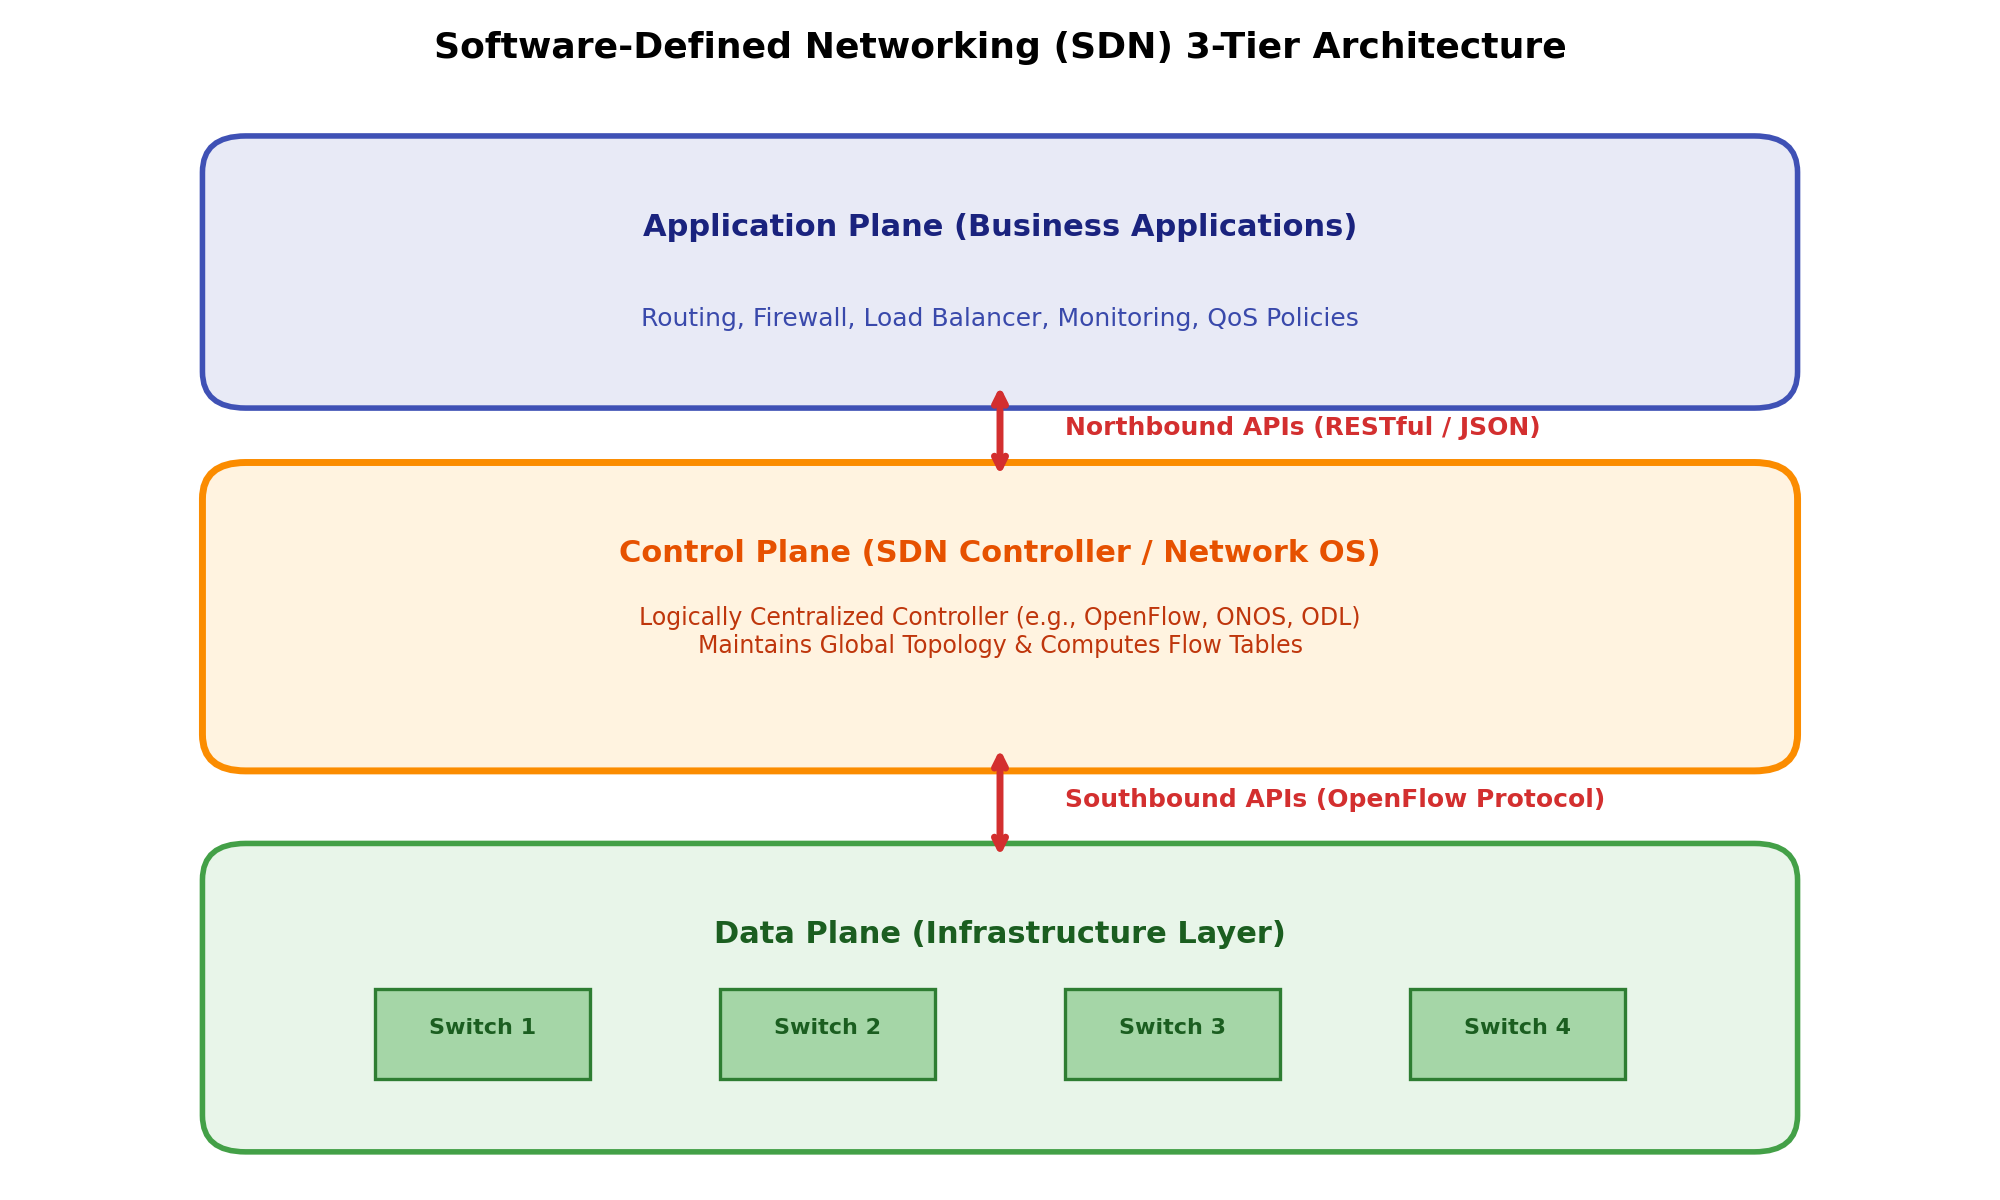 Software-Defined Networking (SDN) 3-Tier Architecture
Application Plane (Business Applications)
Routing, Firewall, Load Balancer, Monitoring, QoS Policies
Northbound APIs (RESTful / JSON)
Control Plane (SDN Controller / Network OS)
Logically Centralized Controller (e.g., OpenFlow, ONOS, ODL)
Maintains Global Topology & Computes Flow Tables
Southbound APIs (OpenFlow Protocol)
Data Plane (Infrastructure Layer)
Switch 1
Switch 2
Switch 3
Switch 4